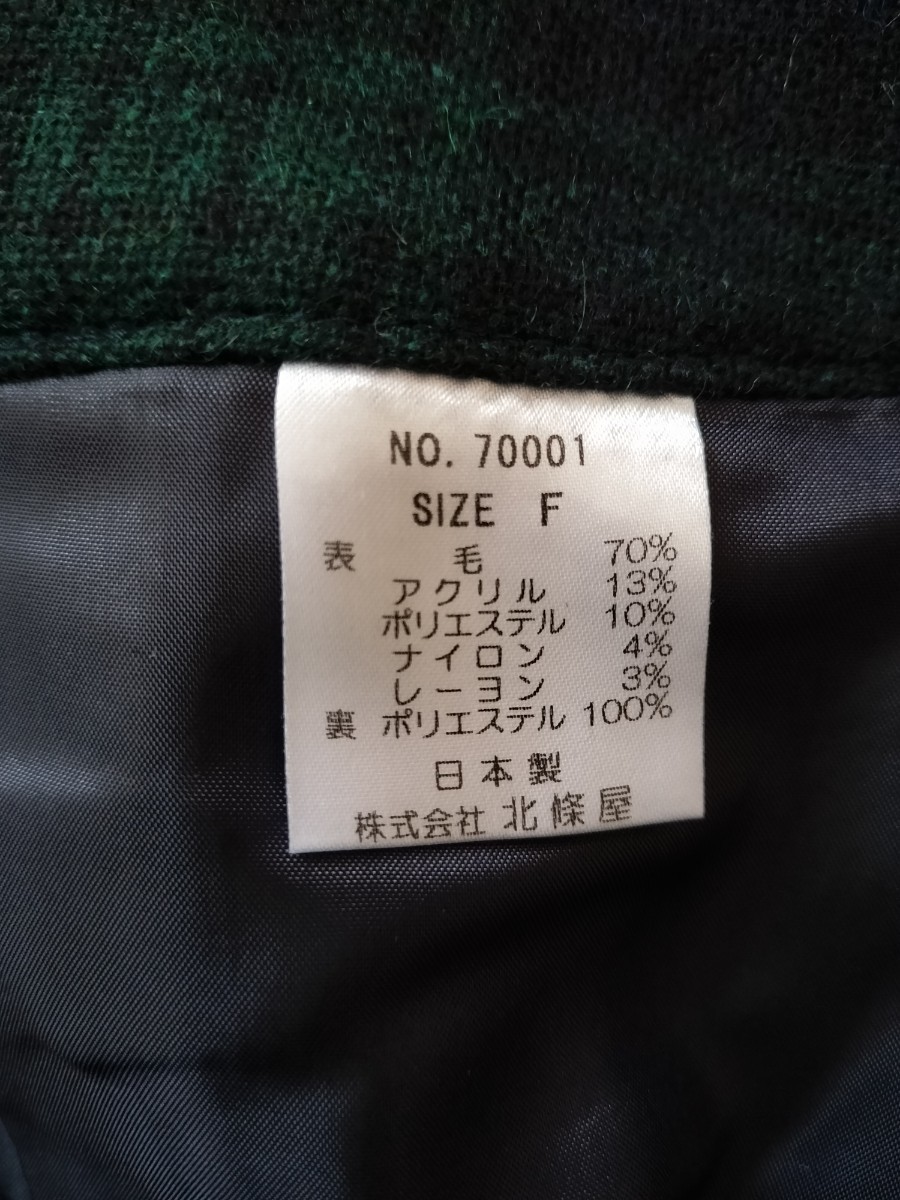 NO. 70001
SIZE F
表 毛 70%
アクリル 13%
ポリエステル 10%
ナイロン 4%
レーヨン 3%
裏 ポリエステル 100%
日本製
株式会社 北條屋